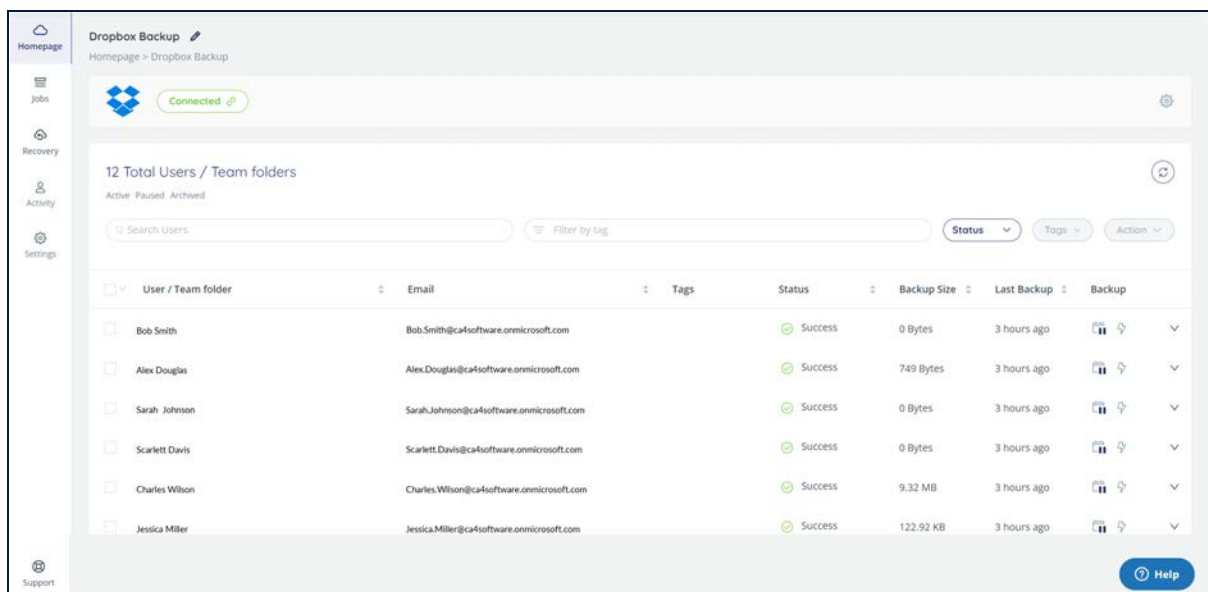 Homepage
Jobs
Recovery
Activity
Settings
Support
Dropbox Backup
Homepage > Dropbox Backup
Connected
12 Total Users / Team folders
Active Paused Archived
Search Users Filter by tag Status Tags Action
User / Team folder Email Tags Status Backup Size Last Backup Backup
Bob Smith Bob.Smith@ca4software.onmicrosoft.com Success 0 Bytes 3 hours ago
Alex Douglas Alex.Douglas@ca4software.onmicrosoft.com Success 749 Bytes 3 hours ago
Sarah Johnson Sarah.Johnson@ca4software.onmicrosoft.com Success 0 Bytes 3 hours ago
Scarlett Davis Scarlett.Davis@ca4software.onmicrosoft.com Success 0 Bytes 3 hours ago
Charles Wilson Charles.Wilson@ca4software.onmicrosoft.com Success 9.32 MB 3 hours ago
Jessica Miller Jessica.Miller@ca4software.onmicrosoft.com Success 122.92 KB 3 hours ago
Help